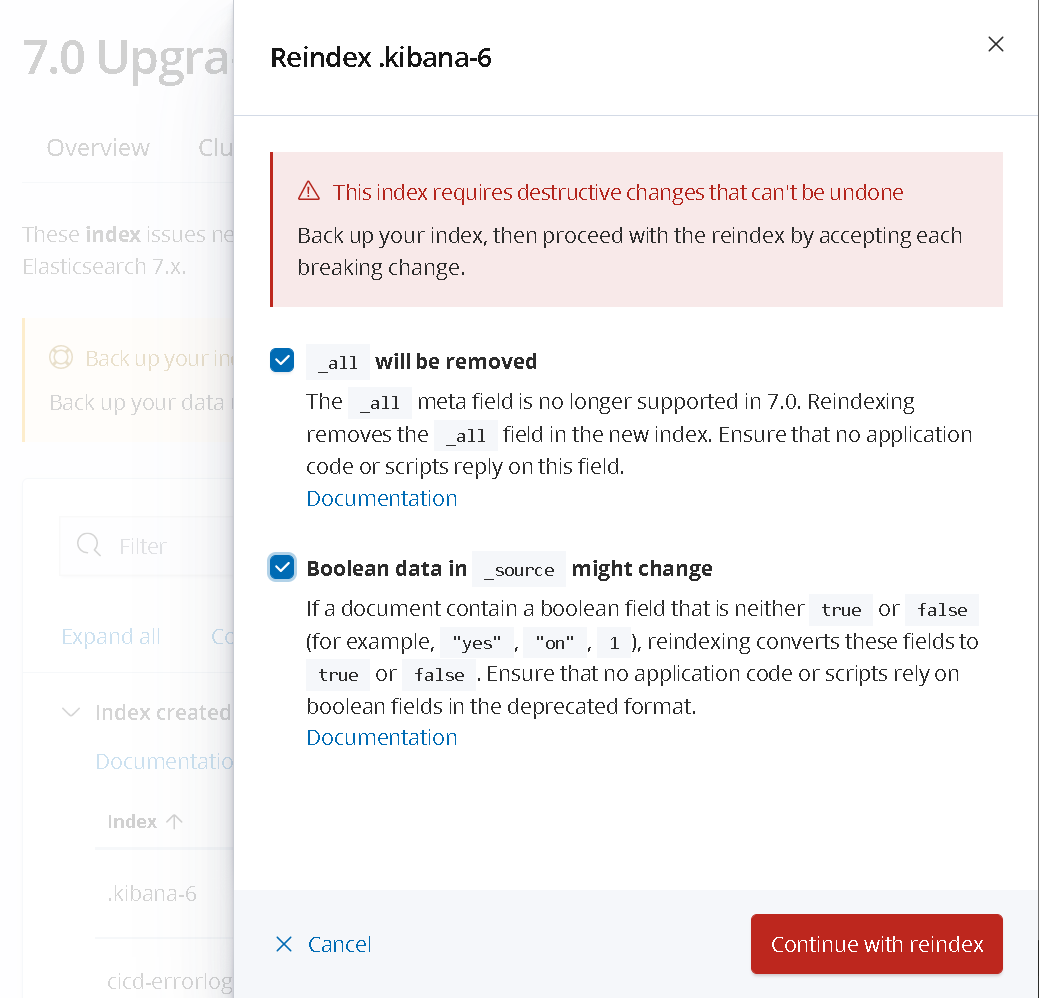 7.0 Upgra
Reindex .kibana-6
Overview
Clu
This index requires destructive changes that can't be undone
Back up your index, then proceed with the reindex by accepting each
breaking change.
These index issues ne
Elasticsearch 7.x.
Back up your in
Back up your data
_all will be removed
The _all meta field is no longer supported in 7.0. Reindexing
removes the _all field in the new index. Ensure that no application
code or scripts reply on this field.
Documentation
Filter
Boolean data in _source might change
If a document contain a boolean field that is neither true or false
(for example, "yes" , "on" , 1 ), reindexing converts these fields to
true or false . Ensure that no application code or scripts rely on
boolean fields in the deprecated format.
Documentation
Expand all
Co
Index created
Documentatio
Index
.kibana-6
cicd-errorlog
Cancel
Continue with reindex